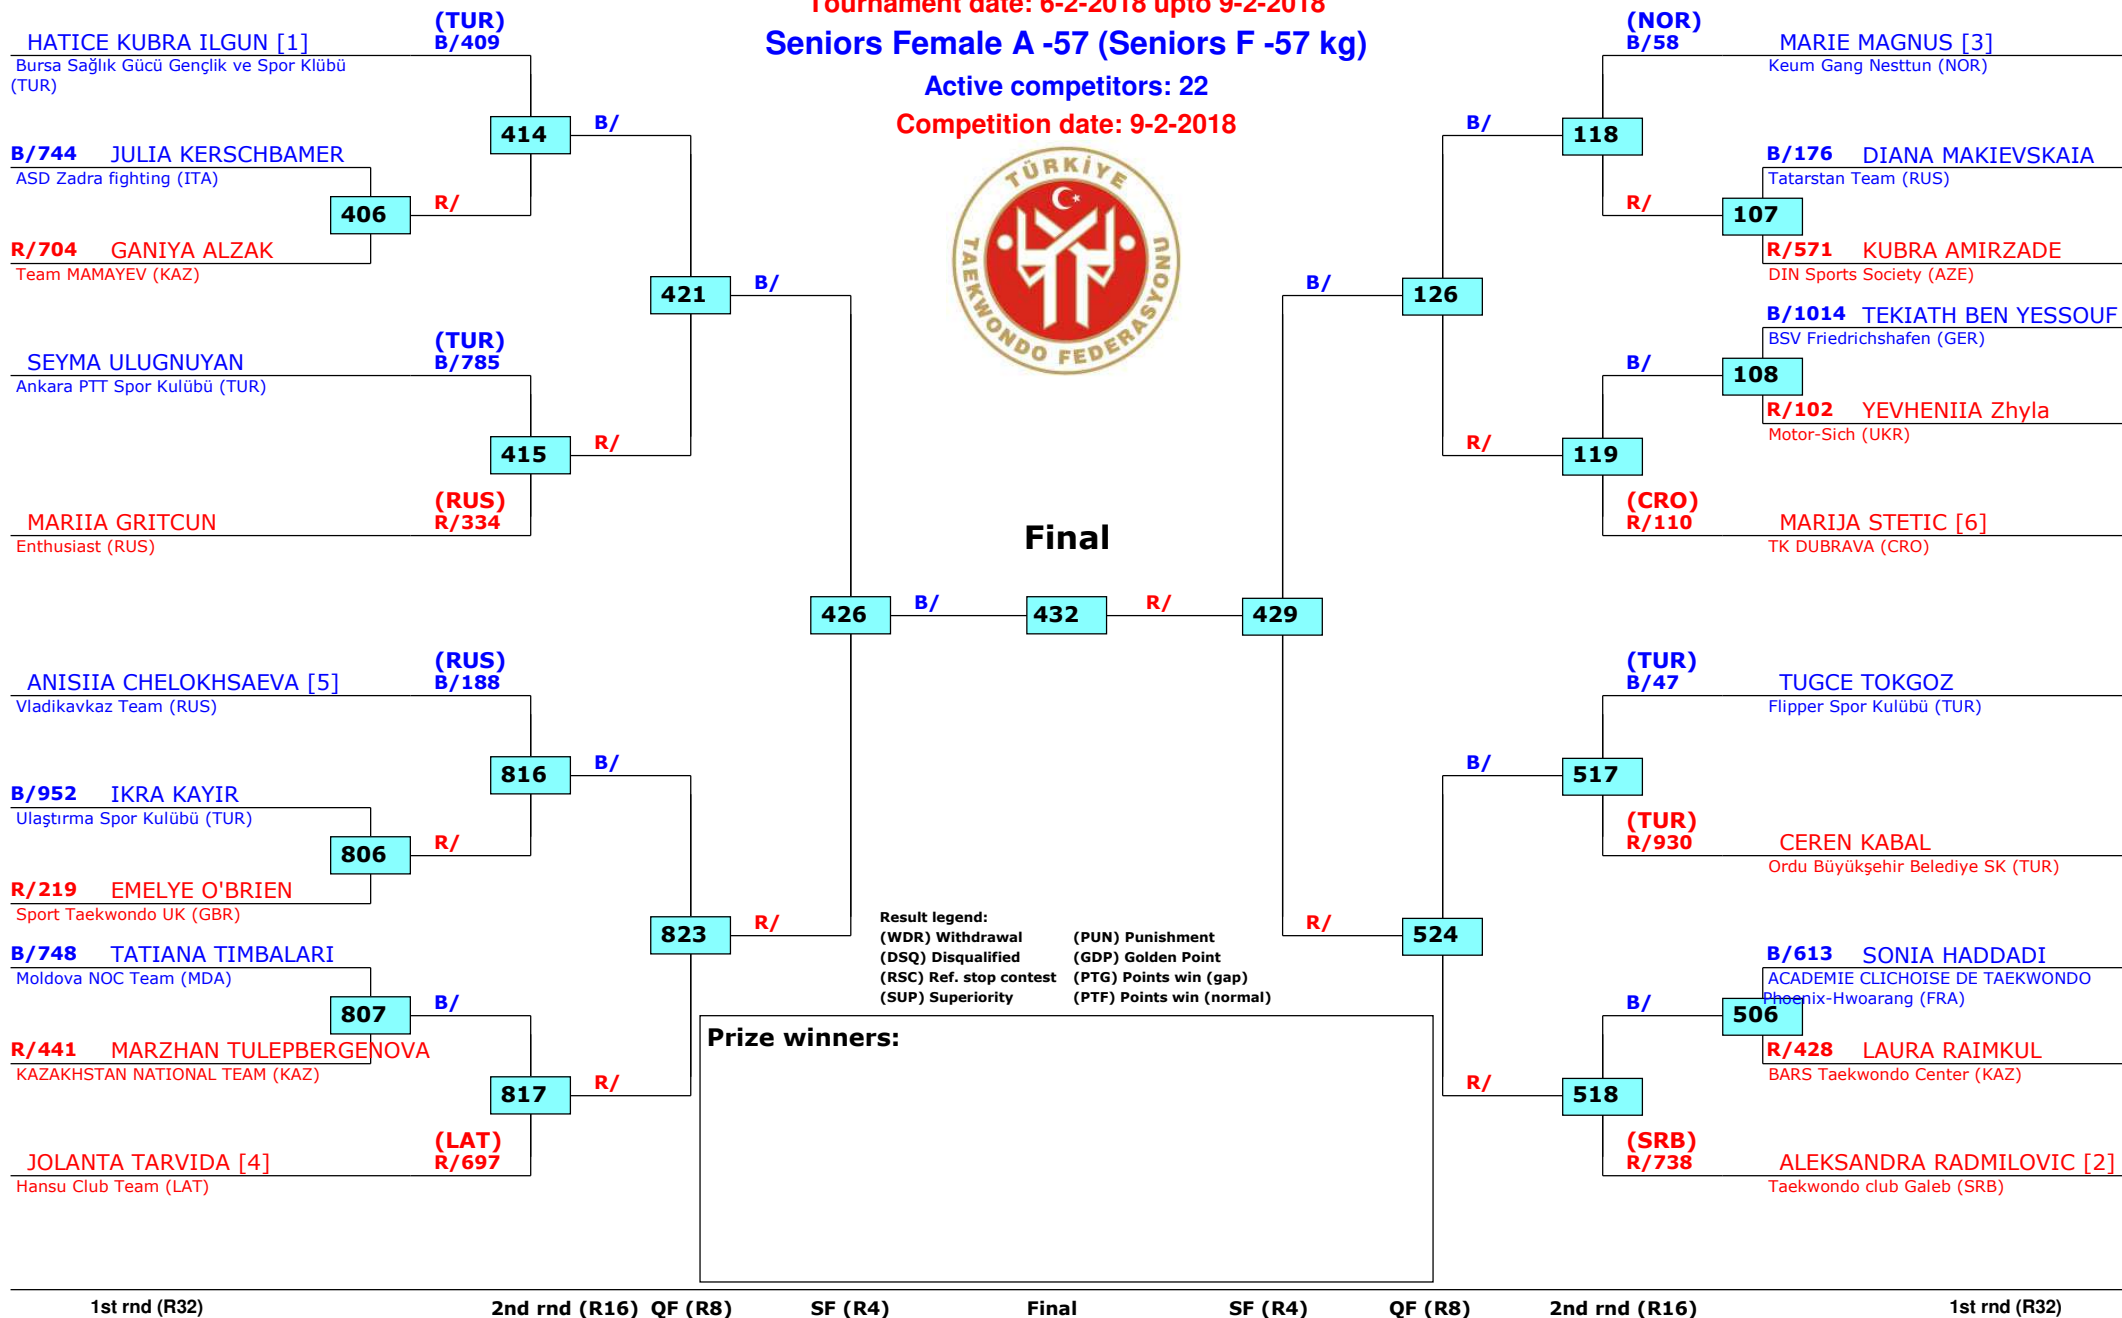 Tournament date: 6-2-2018 upto 9-2-2018
Seniors Female A -57 (Seniors F -57 kg)
Active competitors: 22
Competition date: 9-2-2018
TÜRKİYE
TAEKWONDO FEDERASYONU
(TUR)
HATICE KUBRA ILGUN [1] B/409
Bursa Sağlık Gücü Gençlik ve Spor Klübü
(TUR)
414 B/
B/744 JULIA KERSCHBAMER
ASD Zadra fighting (ITA)
406 R/
R/704 GANIYA ALZAK
Team MAMAYEV (KAZ)
421 B/
(TUR)
SEYMA ULUGNUYAN B/785
Ankara PTT Spor Kulübü (TUR)
415 R/
(RUS)
MARIIA GRITCUN R/334
Enthusiast (RUS)
Final
426 B/ 432 R/ 429
(RUS)
ANISIIA CHELOKHSAEVA [5] B/188
Vladikavkaz Team (RUS)
816 B/
B/952 IKRA KAYIR
Ulaştırma Spor Kulübü (TUR)
806 R/
R/219 EMELYE O'BRIEN
Sport Taekwondo UK (GBR)
823 R/
B/748 TATIANA TIMBALARI
Moldova NOC Team (MDA)
807 B/
R/441 MARZHAN TULEPBERGENOVA
KAZAKHSTAN NATIONAL TEAM (KAZ)
817 R/
(LAT)
JOLANTA TARVIDA [4] R/697
Hansu Club Team (LAT)
(NOR)
B/58 MARIE MAGNUS [3]
Keum Gang Nesttun (NOR)
B/ 118
B/176 DIANA MAKIEVSKAIA
Tatarstan Team (RUS)
R/ 107
R/571 KUBRA AMIRZADE
DIN Sports Society (AZE)
B/ 126
B/1014 TEKIATH BEN YESSOUF
BSV Friedrichshafen (GER)
B/ 108
R/102 YEVHENIIA Zhyla
Motor-Sich (UKR)
R/ 119
(CRO)
R/110 MARIJA STETIC [6]
TK DUBRAVA (CRO)
(TUR)
B/47 TUGCE TOKGOZ
Flipper Spor Kulübü (TUR)
B/ 517
(TUR)
R/930 CEREN KABAL
Ordu Büyükşehir Belediye SK (TUR)
R/ 524
B/613 SONIA HADDADI
ACADEMIE CLICHOISE DE TAEKWONDO
Phoenix-Hwoarang (FRA)
B/ 506
R/428 LAURA RAIMKUL
BARS Taekwondo Center (KAZ)
R/ 518
(SRB)
R/738 ALEKSANDRA RADMILOVIC [2]
Taekwondo club Galeb (SRB)
Result legend:
(WDR) Withdrawal (PUN) Punishment
(DSQ) Disqualified (GDP) Golden Point
(RSC) Ref. stop contest (PTG) Points win (gap)
(SUP) Superiority (PTF) Points win (normal)
Prize winners:
1st rnd (R32) 2nd rnd (R16) QF (R8) SF (R4) Final SF (R4) QF (R8) 2nd rnd (R16) 1st rnd (R32)